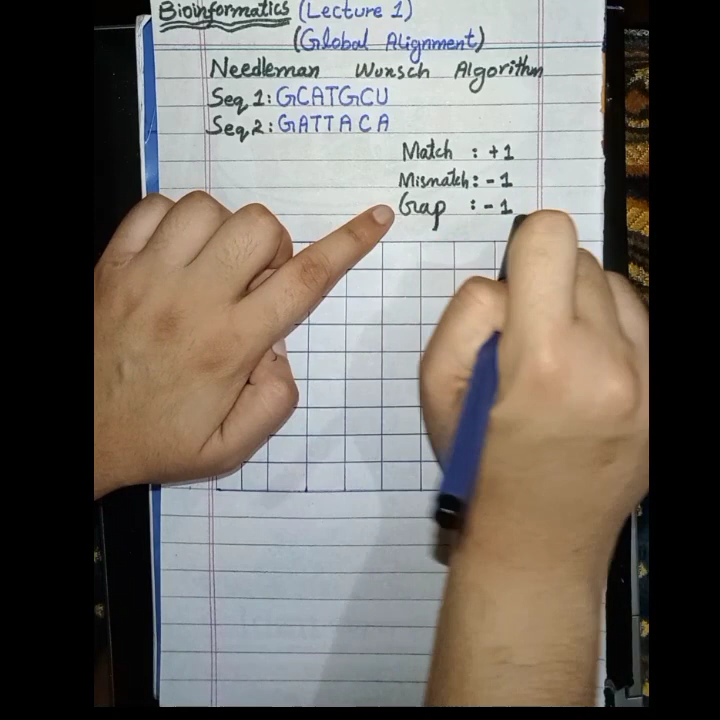 Bioinformatics (Lecture 1)
(Global Alignment)
Needleman Wunsch Algorithm
Seq 1: GCATGCU
Seq 2: GATTACA
Match : +1
Mismatch : -1
Gap : -1